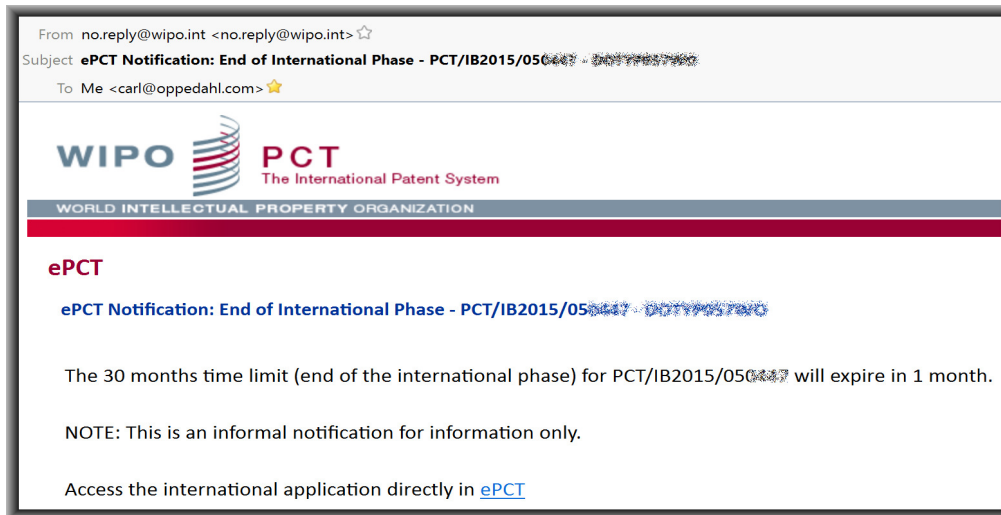 From no.reply@wipo.int <no.reply@wipo.int>
Subject ePCT Notification: End of International Phase - PCT/IB2015/05
To Me <carl@oppedahl.com>
WIPO
PCT
The International Patent System
WORLD INTELLECTUAL PROPERTY ORGANIZATION
ePCT
ePCT Notification: End of International Phase - PCT/IB2015/05
The 30 months time limit (end of the international phase) for PCT/IB2015/050 will expire in 1 month.
NOTE: This is an informal notification for information only.
Access the international application directly in ePCT